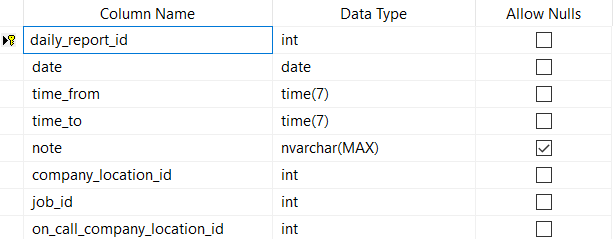 Column Name Data Type Allow Nulls
daily_report_id int
date date
time_from time(7)
time_to time(7)
note nvarchar(MAX)
company_location_id int
job_id int
on_call_company_location_id int